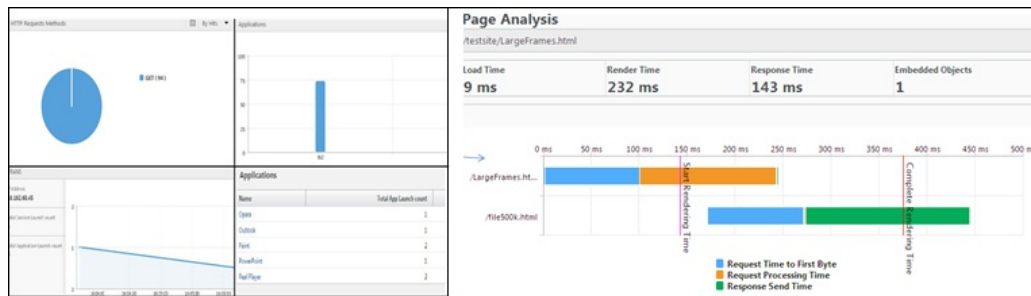 HTTP Requests Methods
By Hits
GET ( 94 )
Applications
100
75
50
25
0
2
1
0
Applications
Name Total App Launch count
Opera 1
Outlook 1
Paint 2
PowerPoint 1
Real Player 2
Page Analysis
/testsite/LargeFrames.html
Load Time Render Time Response Time Embedded Objects
9 ms 232 ms 143 ms 1
0 ms 50 ms 100 ms 150 ms 200 ms 250 ms 300 ms 350 ms 400 ms 450 ms 500 m
/LargeFrames.ht...
/file500k.html
Start Rendering Time
Complete Rendering Time
Request Time to First Byte
Request Processing Time
Response Send Time